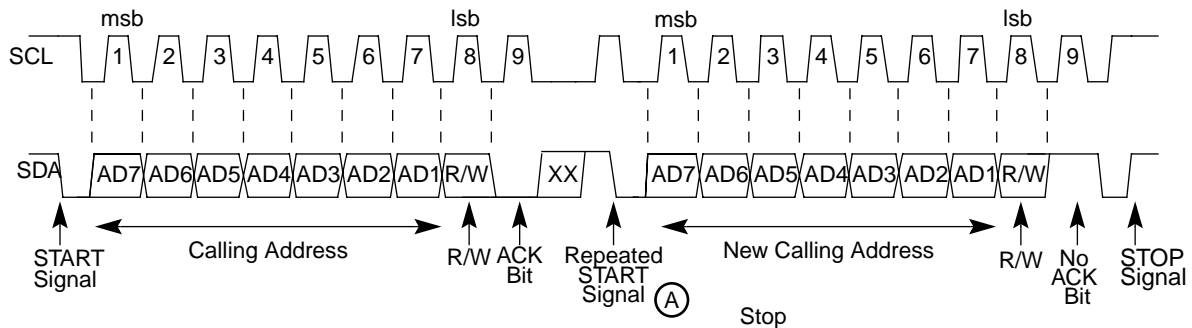 msb lsb msb lsb
SCL 1 2 3 4 5 6 7 8 9 1 2 3 4 5 6 7 8 9
SDA AD7 AD6 AD5 AD4 AD3 AD2 AD1 R/W XX AD7 AD6 AD5 AD4 AD3 AD2 AD1 R/W
START
Signal
Calling Address
R/W
ACK
Bit
Repeated
START
Signal
A
New Calling Address
R/W
No
ACK
Bit
STOP
Signal
Stop